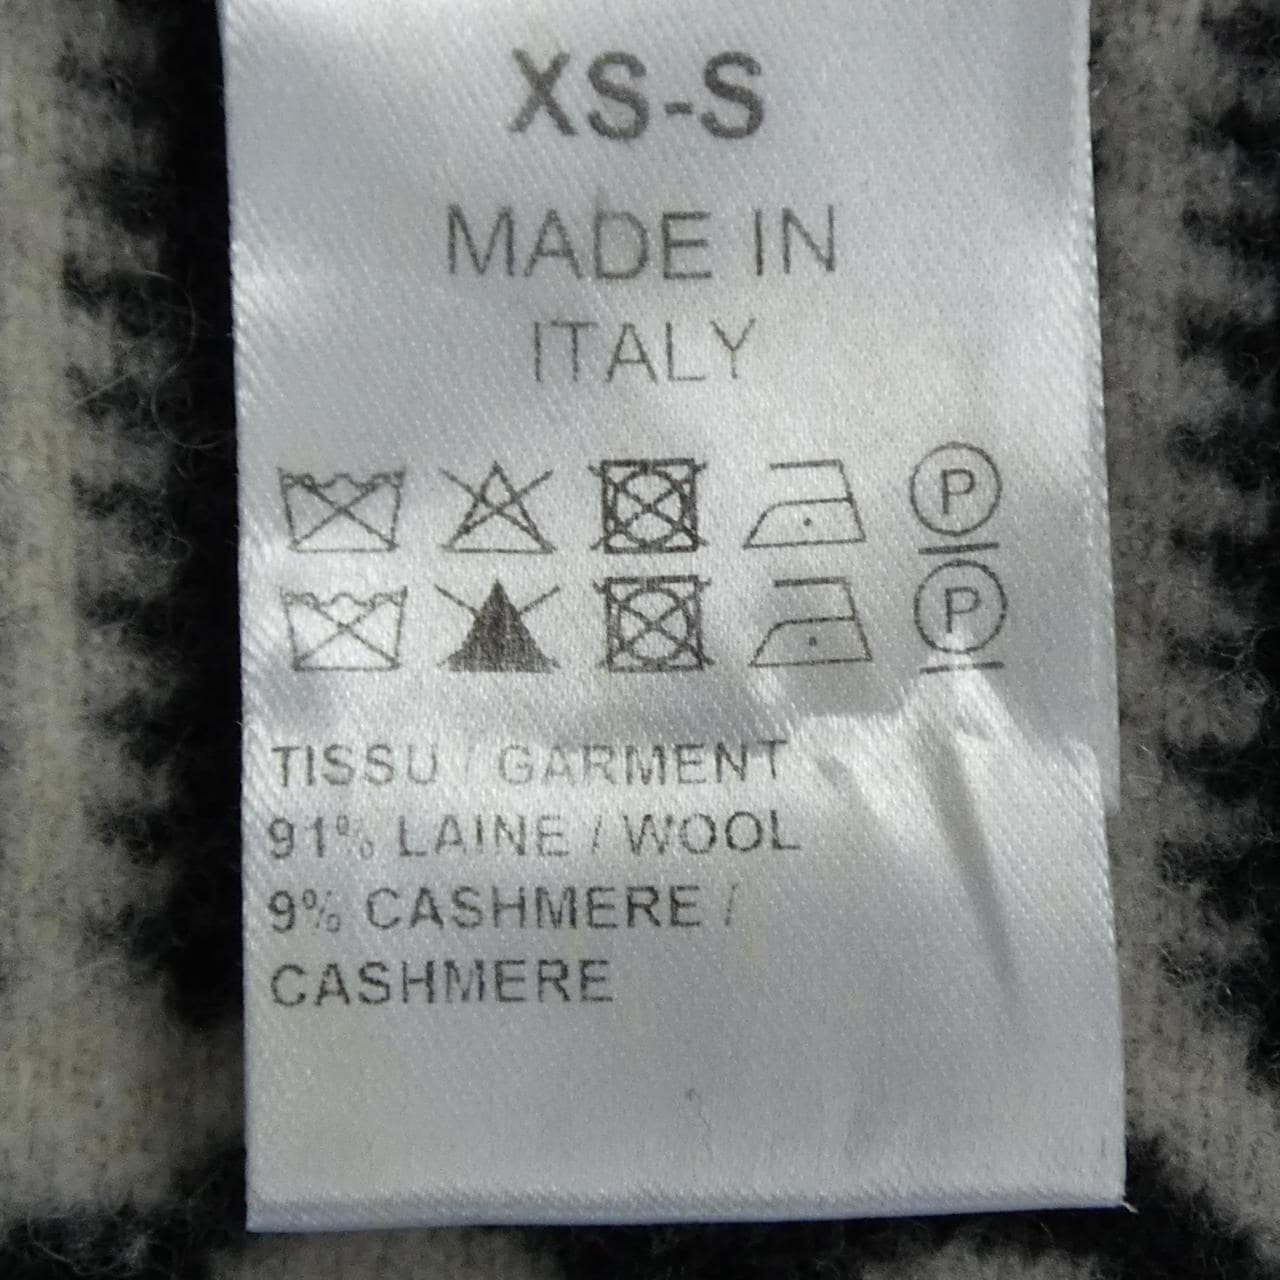 XS-S
MADE IN
ITALY
P
P
TISSU / GARMENT
91% LAINE / WOOL
9% CASHMERE /
CASHMERE